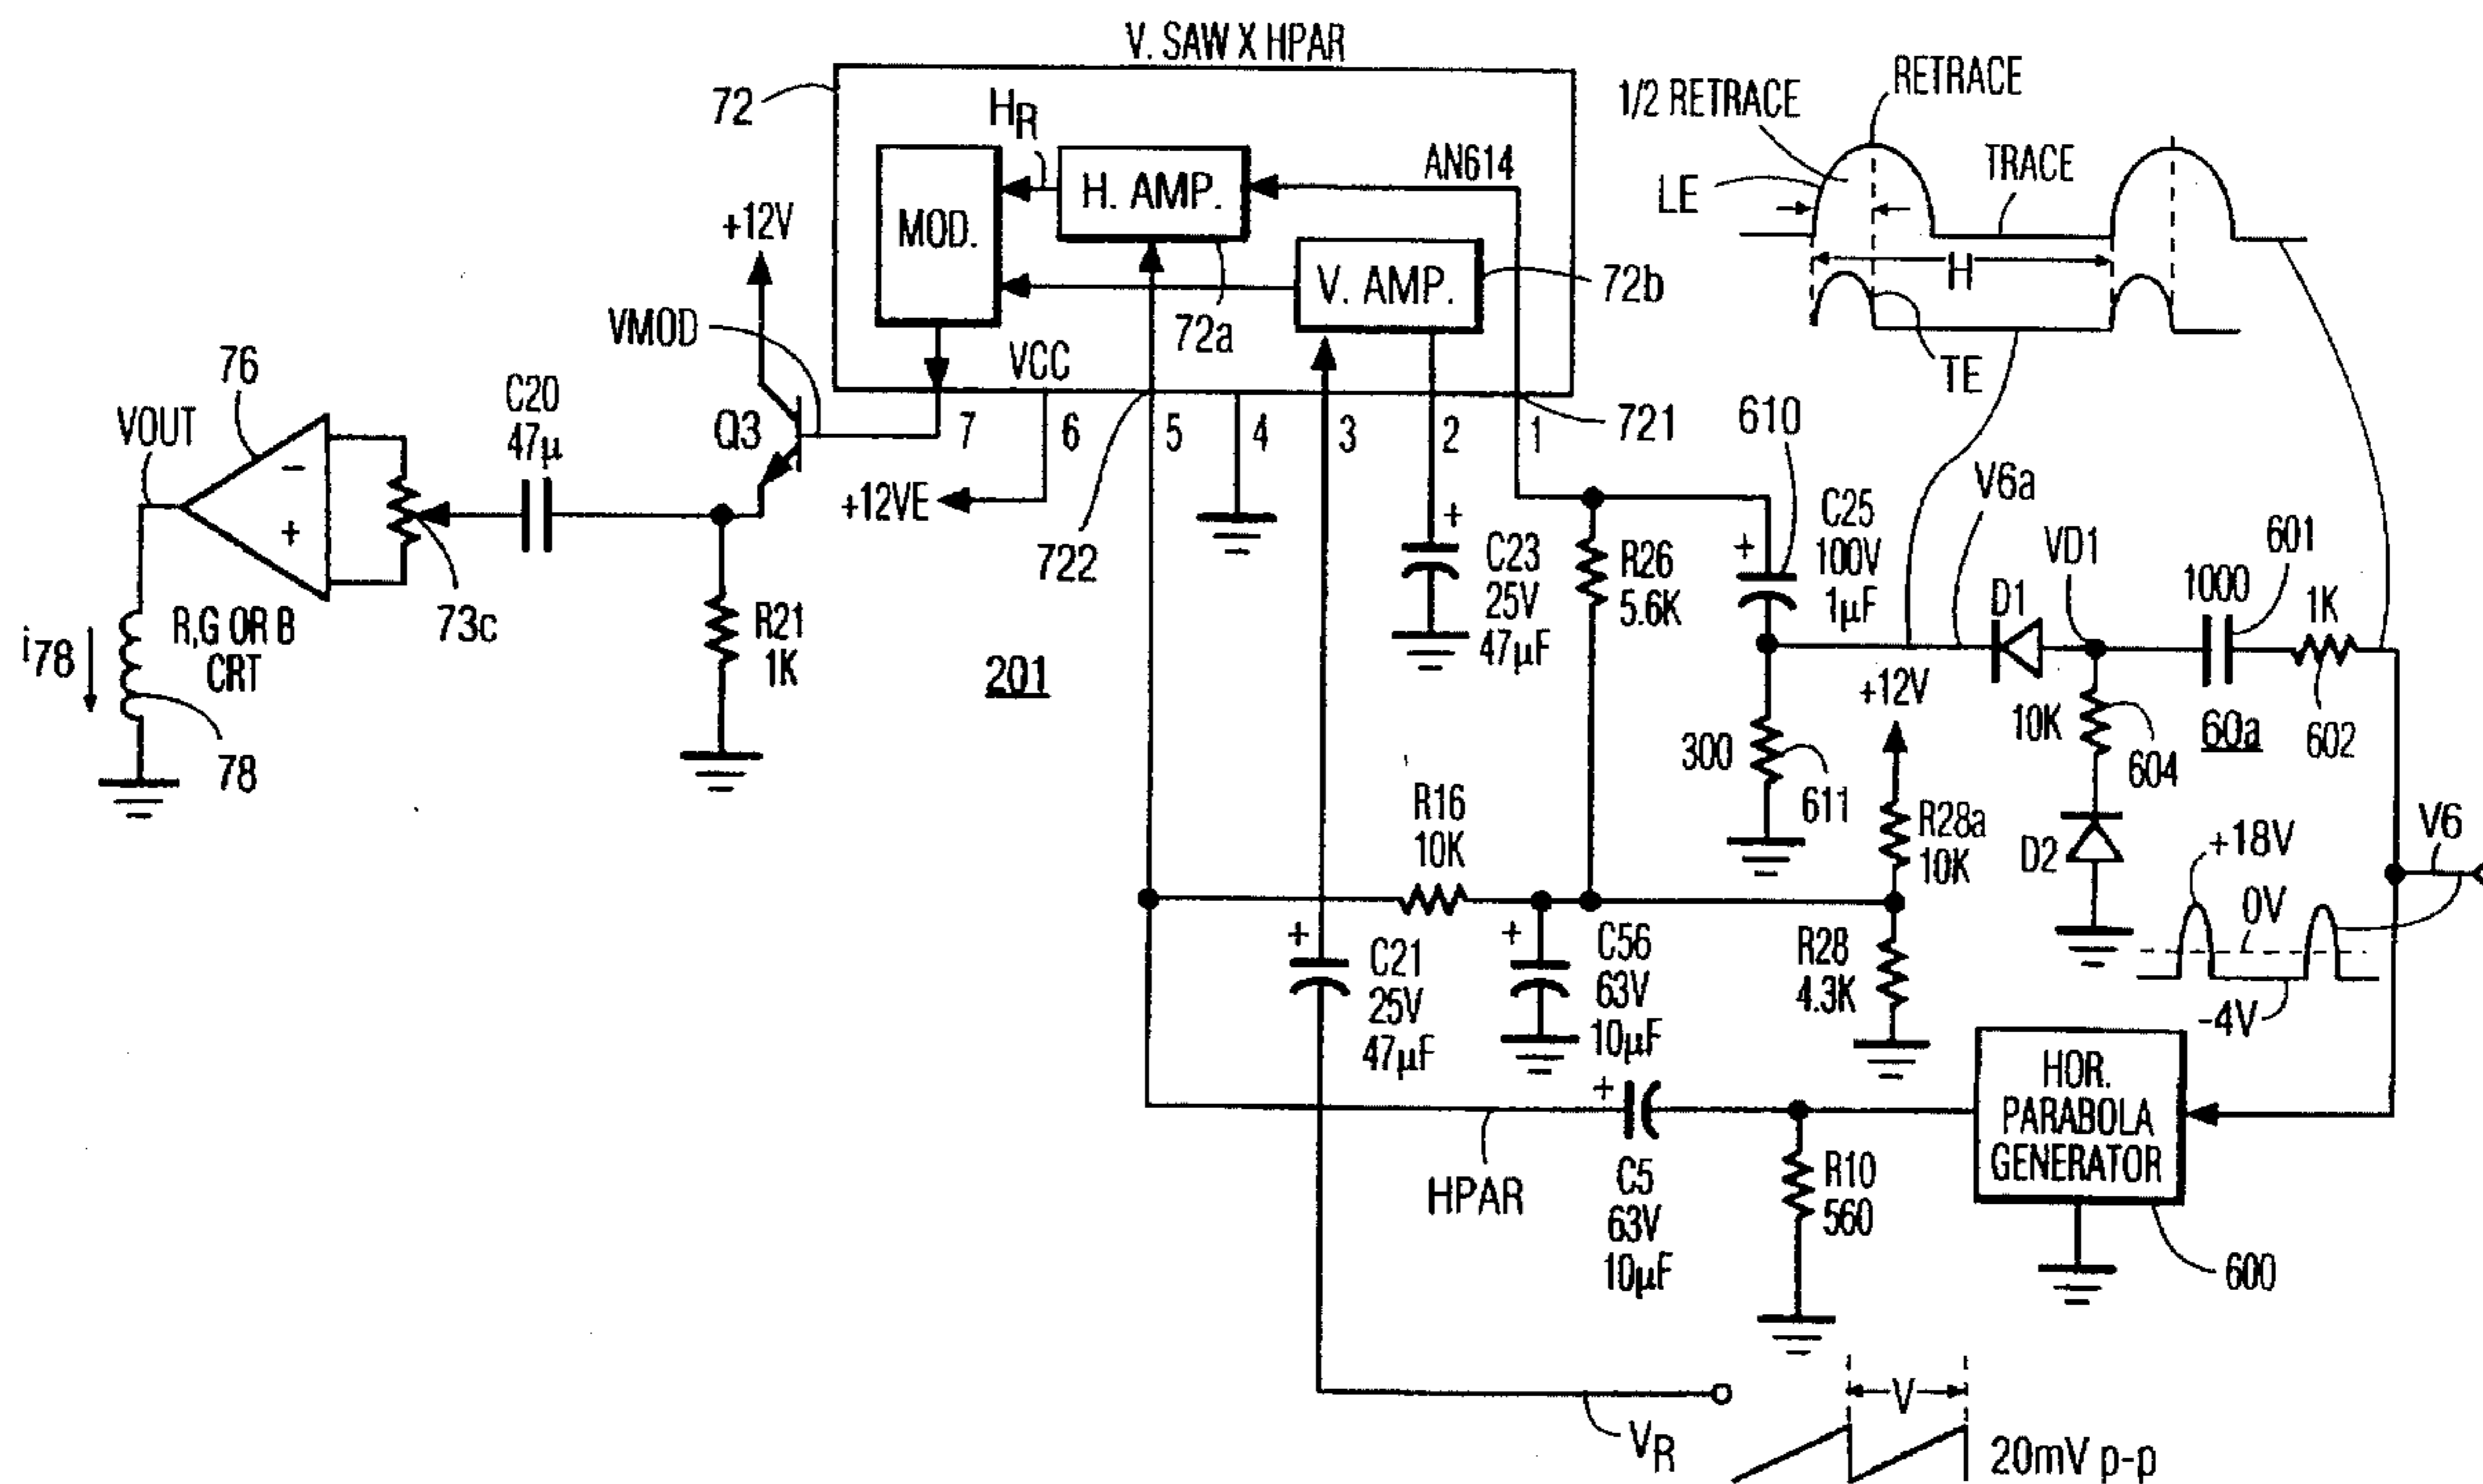 V. SAW X HPAR
72
HR
AN614
MOD.
H. AMP.
V. AMP.
72b
72a
VCC
1/2 RETRACE
RETRACE
LE
TRACE
H
TE
+12V
VMOD
76
VOUT
C20
47μ
Q3
7
6
5
4
3
2
1
721
610
+12VE
722
−
+
73c
R,G OR B
CRT
i78
78
R21
1K
201
+
C23
25V
47μF
R26
5.6K
+
C25
100V
1μF
V6a
VD1
601
D1
1000
1K
+12V
10K
60a
602
604
300
611
R16
10K
R28a
10K
D2
+18V
V6
0V
-4V
+
C21
25V
47μF
+
C56
63V
10μF
R28
4.3K
HOR.
PARABOLA
GENERATOR
600
+
C5
63V
10μF
HPAR
R10
560
VR
V
20mV p-p